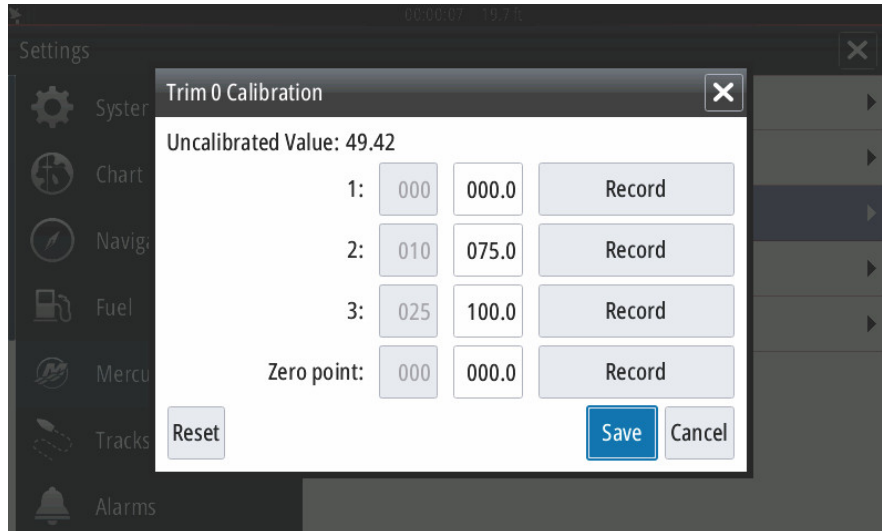 00:00:07 19.7 ft
Settings
Trim 0 Calibration
Uncalibrated Value: 49.42
1: 000 000.0 Record
2: 010 075.0 Record
3: 025 100.0 Record
Zero point: 000 000.0 Record
Reset Save Cancel
System
Chart
Naviga
Fuel
Mercu
Tracks
Alarms